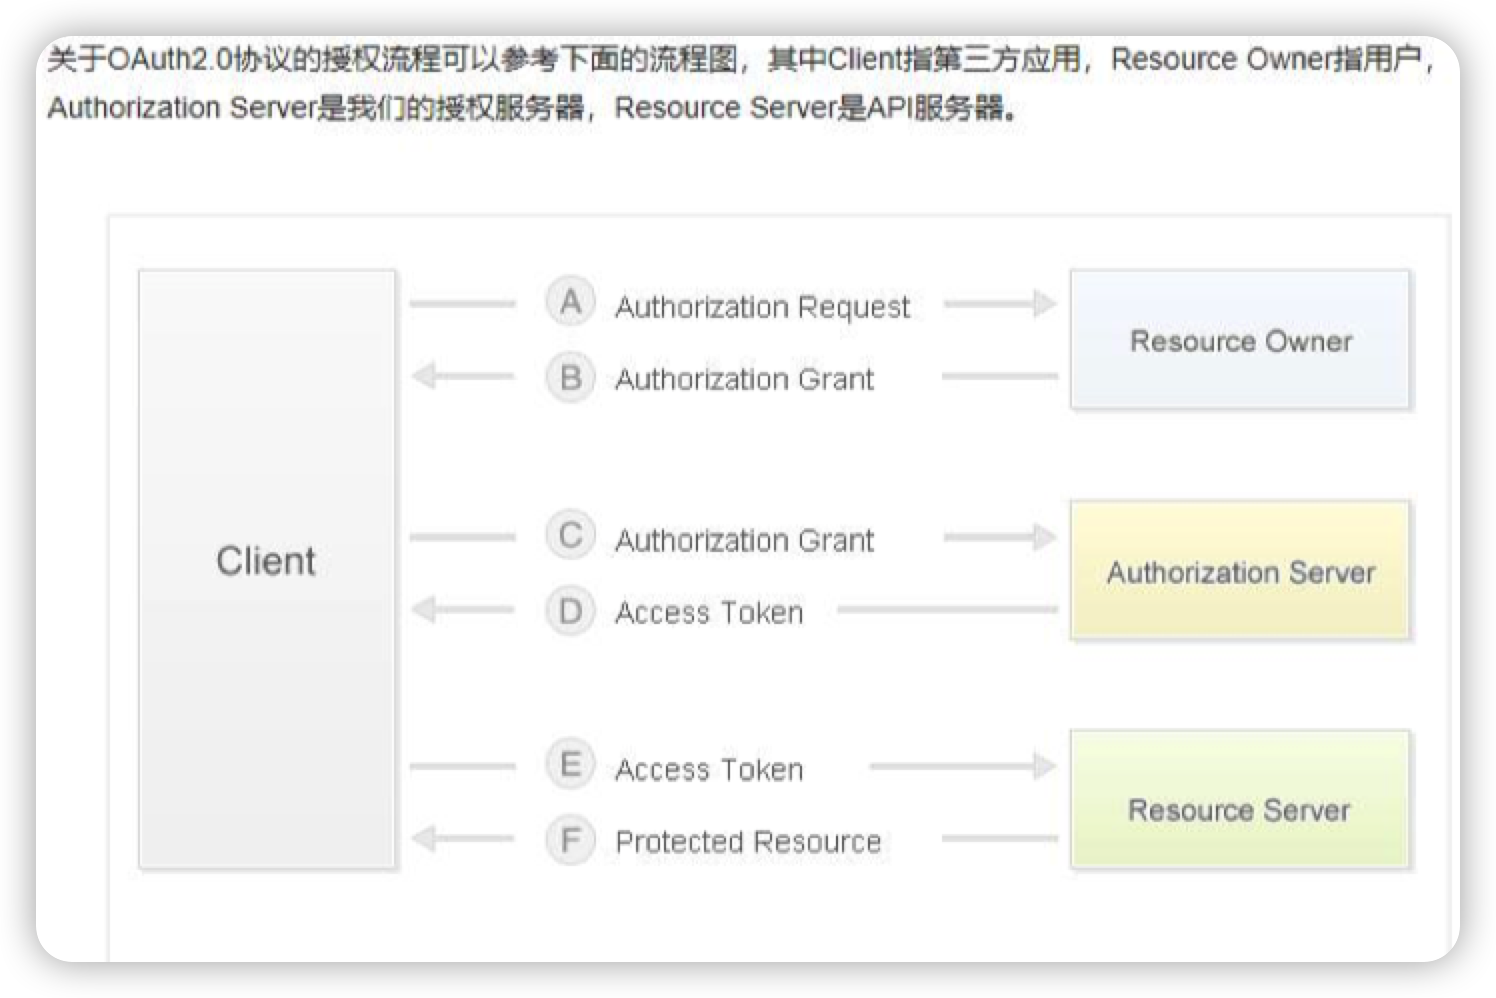 关于OAuth2.0协议的授权流程可以参考下面的流程图，其中Client指第三方应用，Resource Owner指用户，
Authorization Server是我们的授权服务器，Resource Server是API服务器。
A Authorization Request
Resource Owner
B Authorization Grant
Client
C Authorization Grant
Authorization Server
D Access Token
E Access Token
Resource Server
F Protected Resource